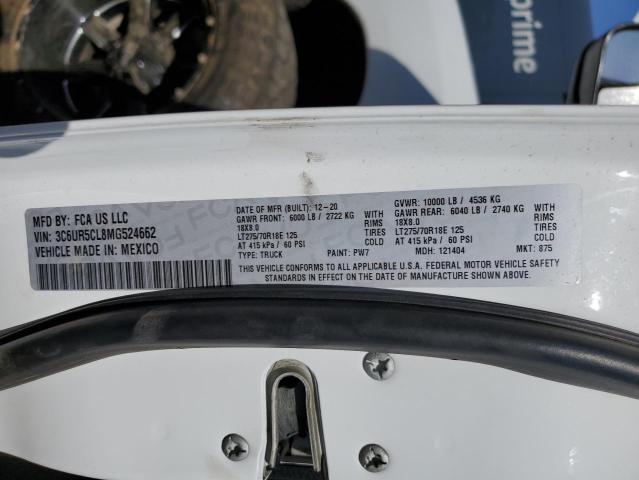 prime
MFD BY: FCA US LLC
VIN: 3C6UR5CL8MG524662
VEHICLE MADE IN: MEXICO
DATE OF MFR (BUILT): 12-20 GVWR: 10000 LB / 4536 KG
GAWR FRONT: 6000 LB / 2722 KG WITH GAWR REAR: 6040 LB / 2740 KG WITH
18X8.0 RIMS 18X8.0 RIMS
LT275/70R18E 125 TIRES LT275/70R18E 125 TIRES
AT 415 kPa / 60 PSI COLD AT 415 kPa / 60 PSI COLD
TYPE: TRUCK PAINT: PW7 MDH: 121404 MKT: 875
THIS VEHICLE CONFORMS TO ALL APPLICABLE U.S.A. FEDERAL MOTOR VEHICLE SAFETY
STANDARDS IN EFFECT ON THE DATE OF MANUFACTURE SHOWN ABOVE.